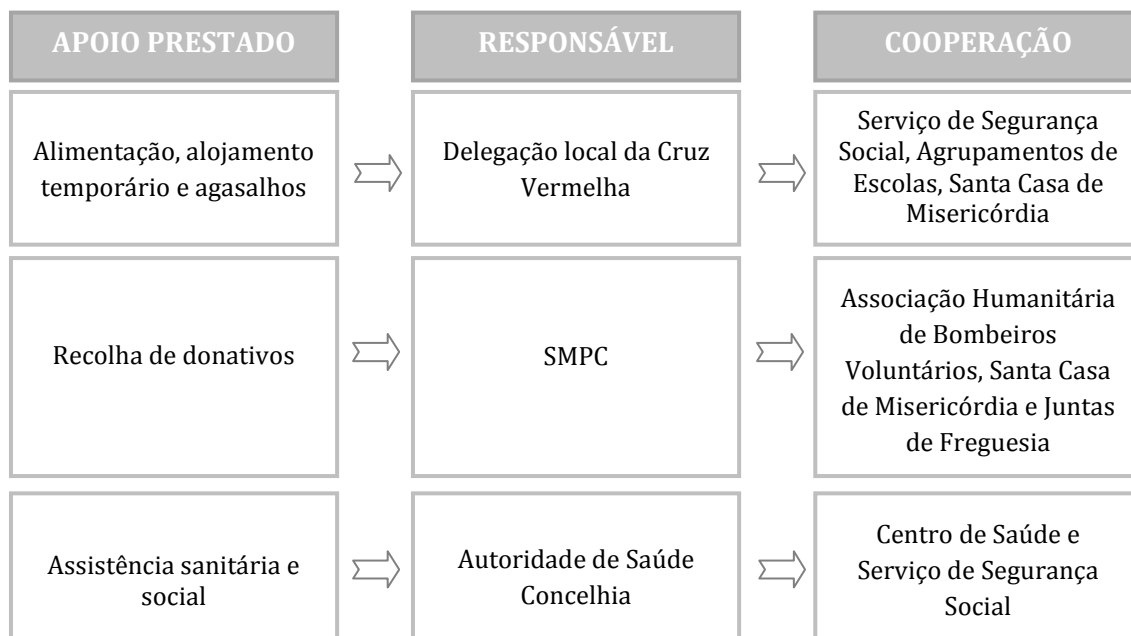 APOIO PRESTADO
RESPONSÁVEL
COOPERAÇÃO
Alimentação, alojamento
temporário e agasalhos
Delegação local da Cruz
Vermelha
Serviço de Segurança
Social, Agrupamentos de
Escolas, Santa Casa de
Misericórdia
Recolha de donativos
SMPC
Associação Humanitária
de Bombeiros
Voluntários, Santa Casa
de Misericórdia e Juntas
de Freguesia
Assistência sanitária e
social
Autoridade de Saúde
Concelhia
Centro de Saúde e
Serviço de Segurança
Social